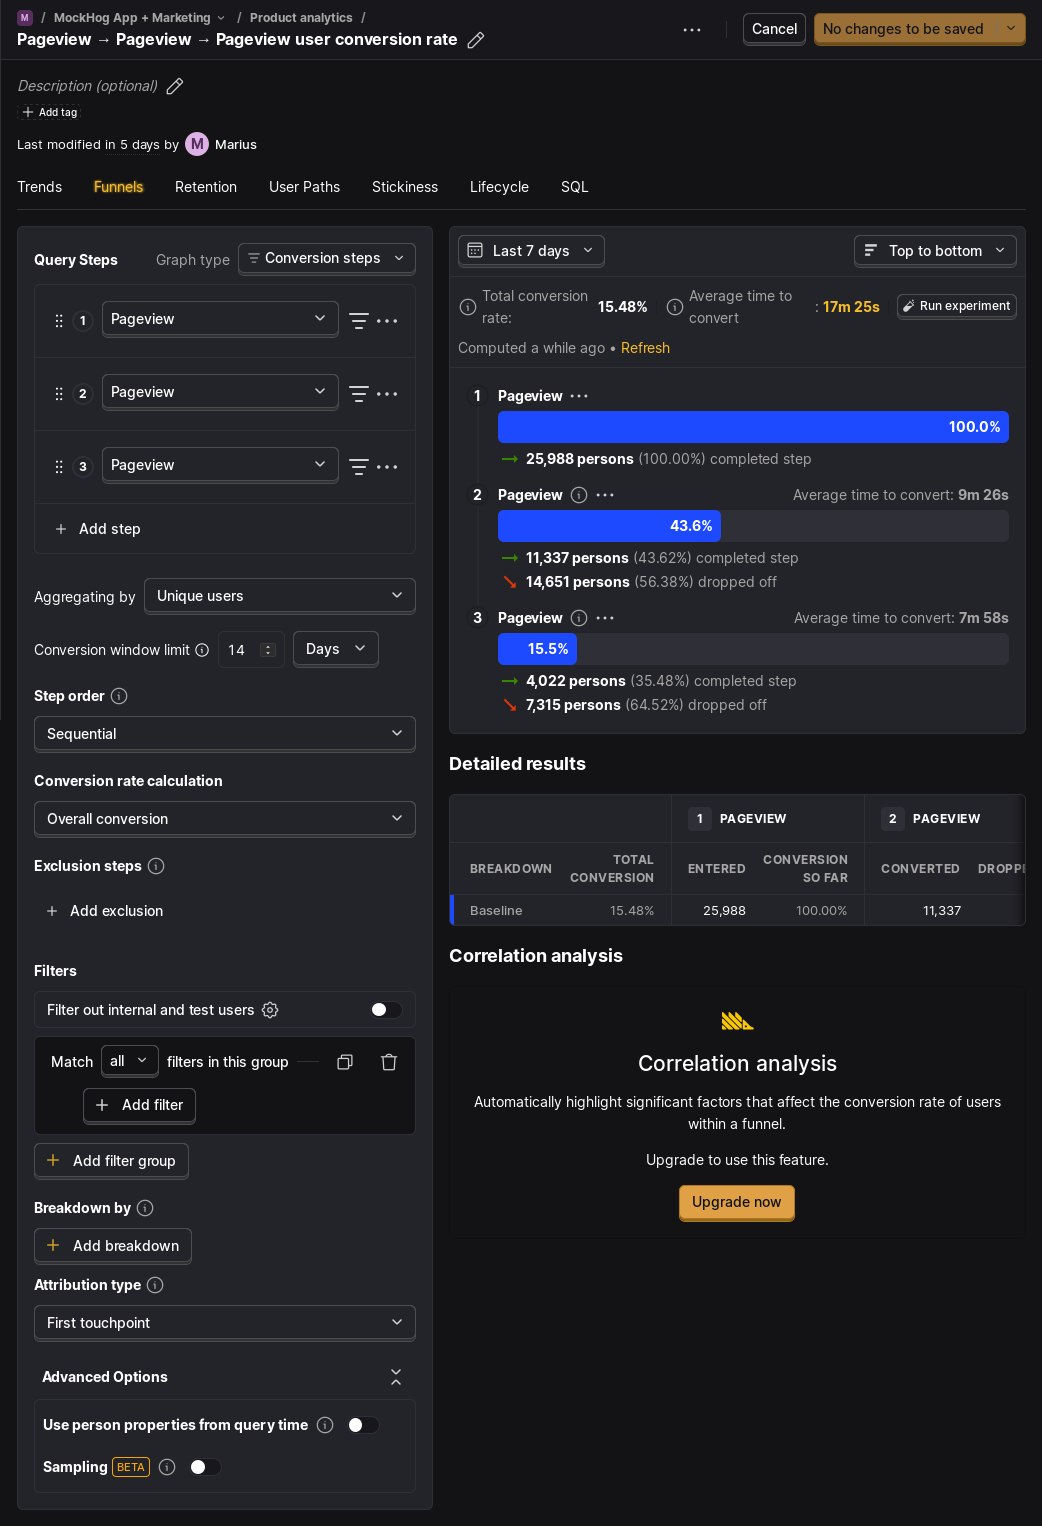 M / MockHog App + Marketing / Product analytics /
Pageview → Pageview → Pageview user conversion rate
Cancel
No changes to be saved
Description (optional)
Add tag
Last modified in 5 days by M Marius
Trends Funnels Retention User Paths Stickiness Lifecycle SQL
Query Steps
Graph type
Conversion steps
1 Pageview
2 Pageview
3 Pageview
Add step
Aggregating by Unique users
Conversion window limit 14 Days
Step order
Sequential
Conversion rate calculation
Overall conversion
Exclusion steps
Add exclusion
Filters
Filter out internal and test users
Match all filters in this group
Add filter
Add filter group
Breakdown by
Add breakdown
Attribution type
First touchpoint
Advanced Options
Use person properties from query time
Sampling BETA
Last 7 days
Top to bottom
Total conversion
rate:
15.48%
Average time to
convert
: 17m 25s
Run experiment
Computed a while ago • Refresh
1 Pageview
100.0%
25,988 persons (100.00%) completed step
2 Pageview
Average time to convert: 9m 26s
43.6%
11,337 persons (43.62%) completed step
14,651 persons (56.38%) dropped off
3 Pageview
Average time to convert: 7m 58s
15.5%
4,022 persons (35.48%) completed step
7,315 persons (64.52%) dropped off
Detailed results
1 PAGEVIEW
2 PAGEVIEW
BREAKDOWN
TOTAL
CONVERSION
ENTERED
CONVERSION
SO FAR
CONVERTED
Baseline 15.48% 25,988 100.00% 11,337
Correlation analysis
Correlation analysis
Automatically highlight significant factors that affect the conversion rate of users
within a funnel.
Upgrade to use this feature.
Upgrade now